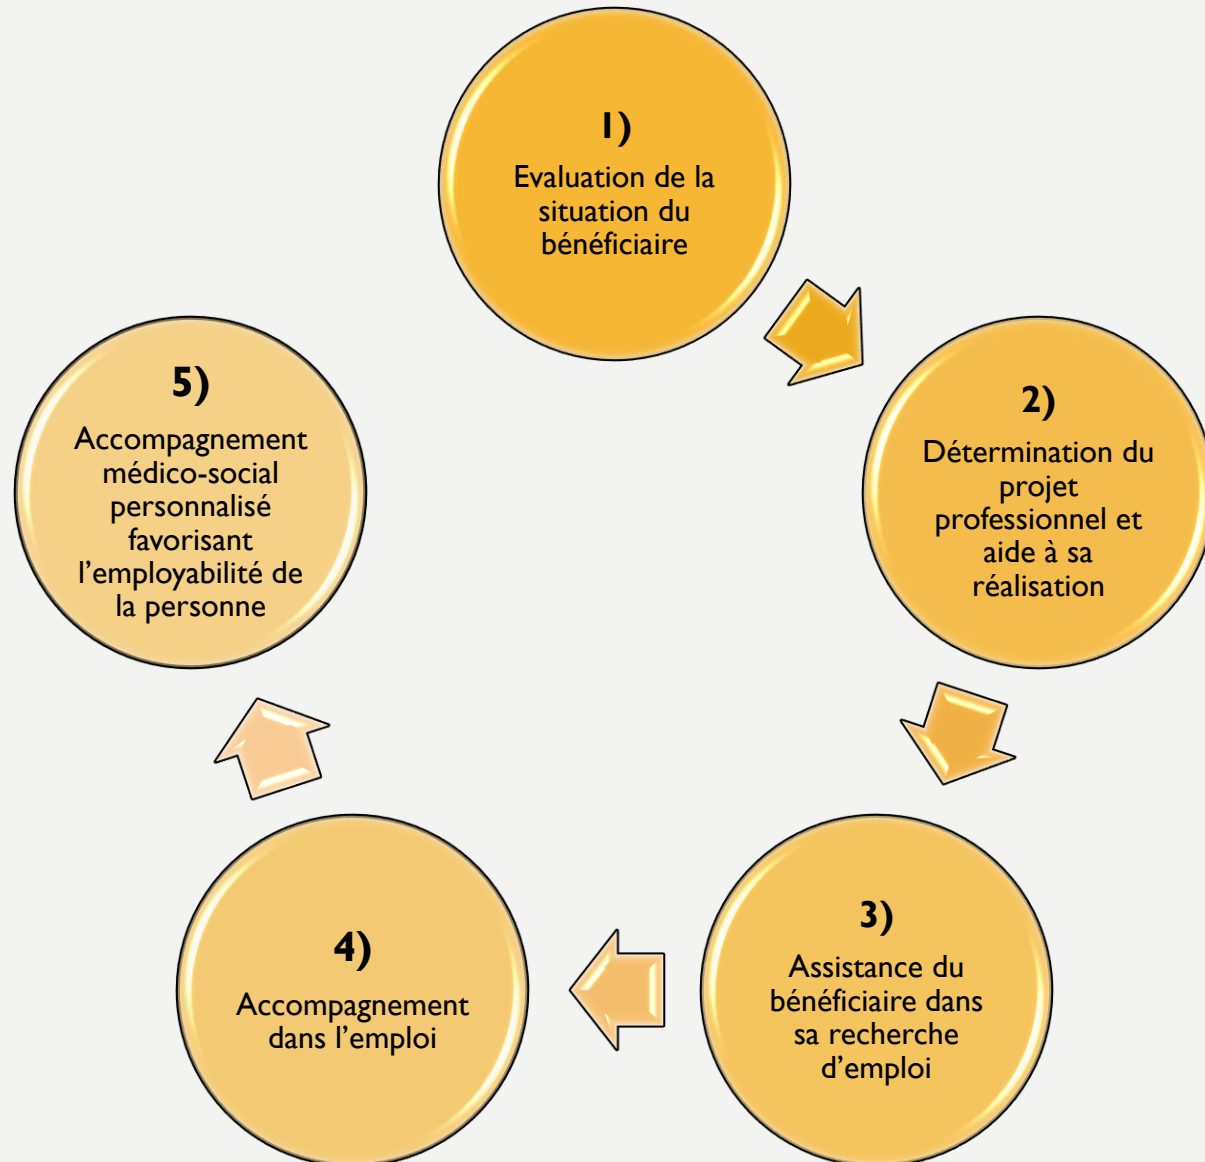 1)
Evaluation de la
situation du
bénéficiaire
2)
Détermination du
projet
professionnel et
aide à sa
réalisation
3)
Assistance du
bénéficiaire dans
sa recherche
d’emploi
4)
Accompagnement
dans l’emploi
5)
Accompagnement
médico-social
personnalisé
favorisant
l’employabilité de
la personne